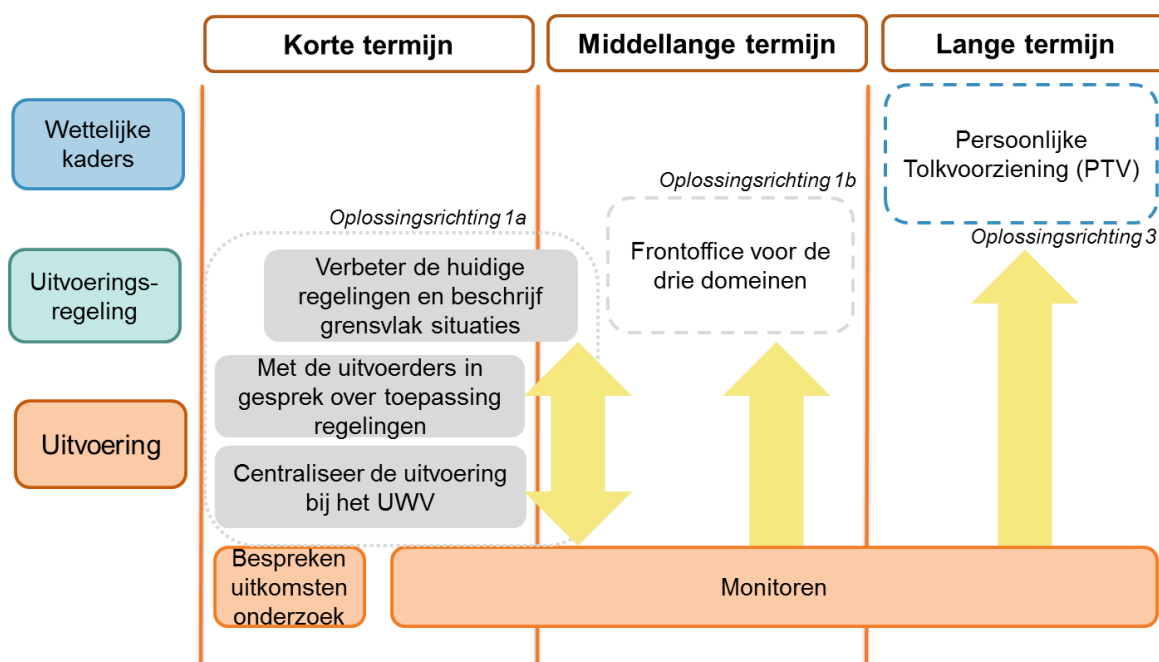 Korte termijn
Middellange termijn
Lange termijn
Wettelijke
kaders
Persoonlijke
Tolkvoorziening (PTV)
Oplossingsrichting 3
Oplossingsrichting 1b
Frontoffice voor de
drie domeinen
Oplossingsrichting 1a
Uitvoerings-
regeling
Verbeter de huidige
regelingen en beschrijf
grensvlak situaties
Met de uitvoerders in
gesprek over toepassing
regelingen
Uitvoering
Centraliseer de uitvoering
bij het UWV
Bespreken
uitkomsten
onderzoek
Monitoren